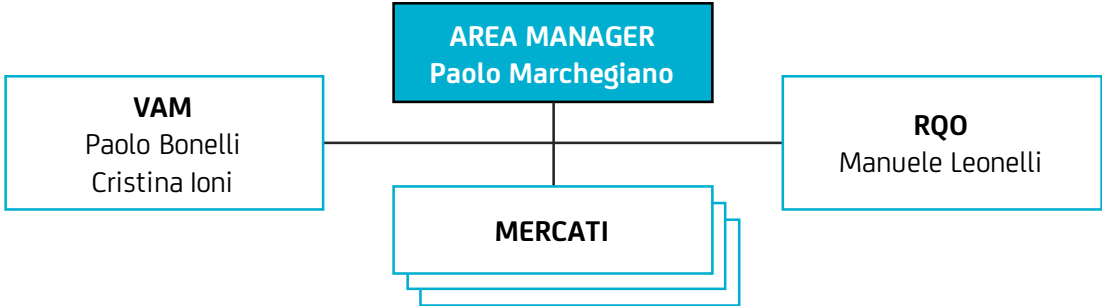 AREA MANAGER
Paolo Marchegiano
VAM
Paolo Bonelli
Cristina Ioni
RQO
Manuele Leonelli
MERCATI